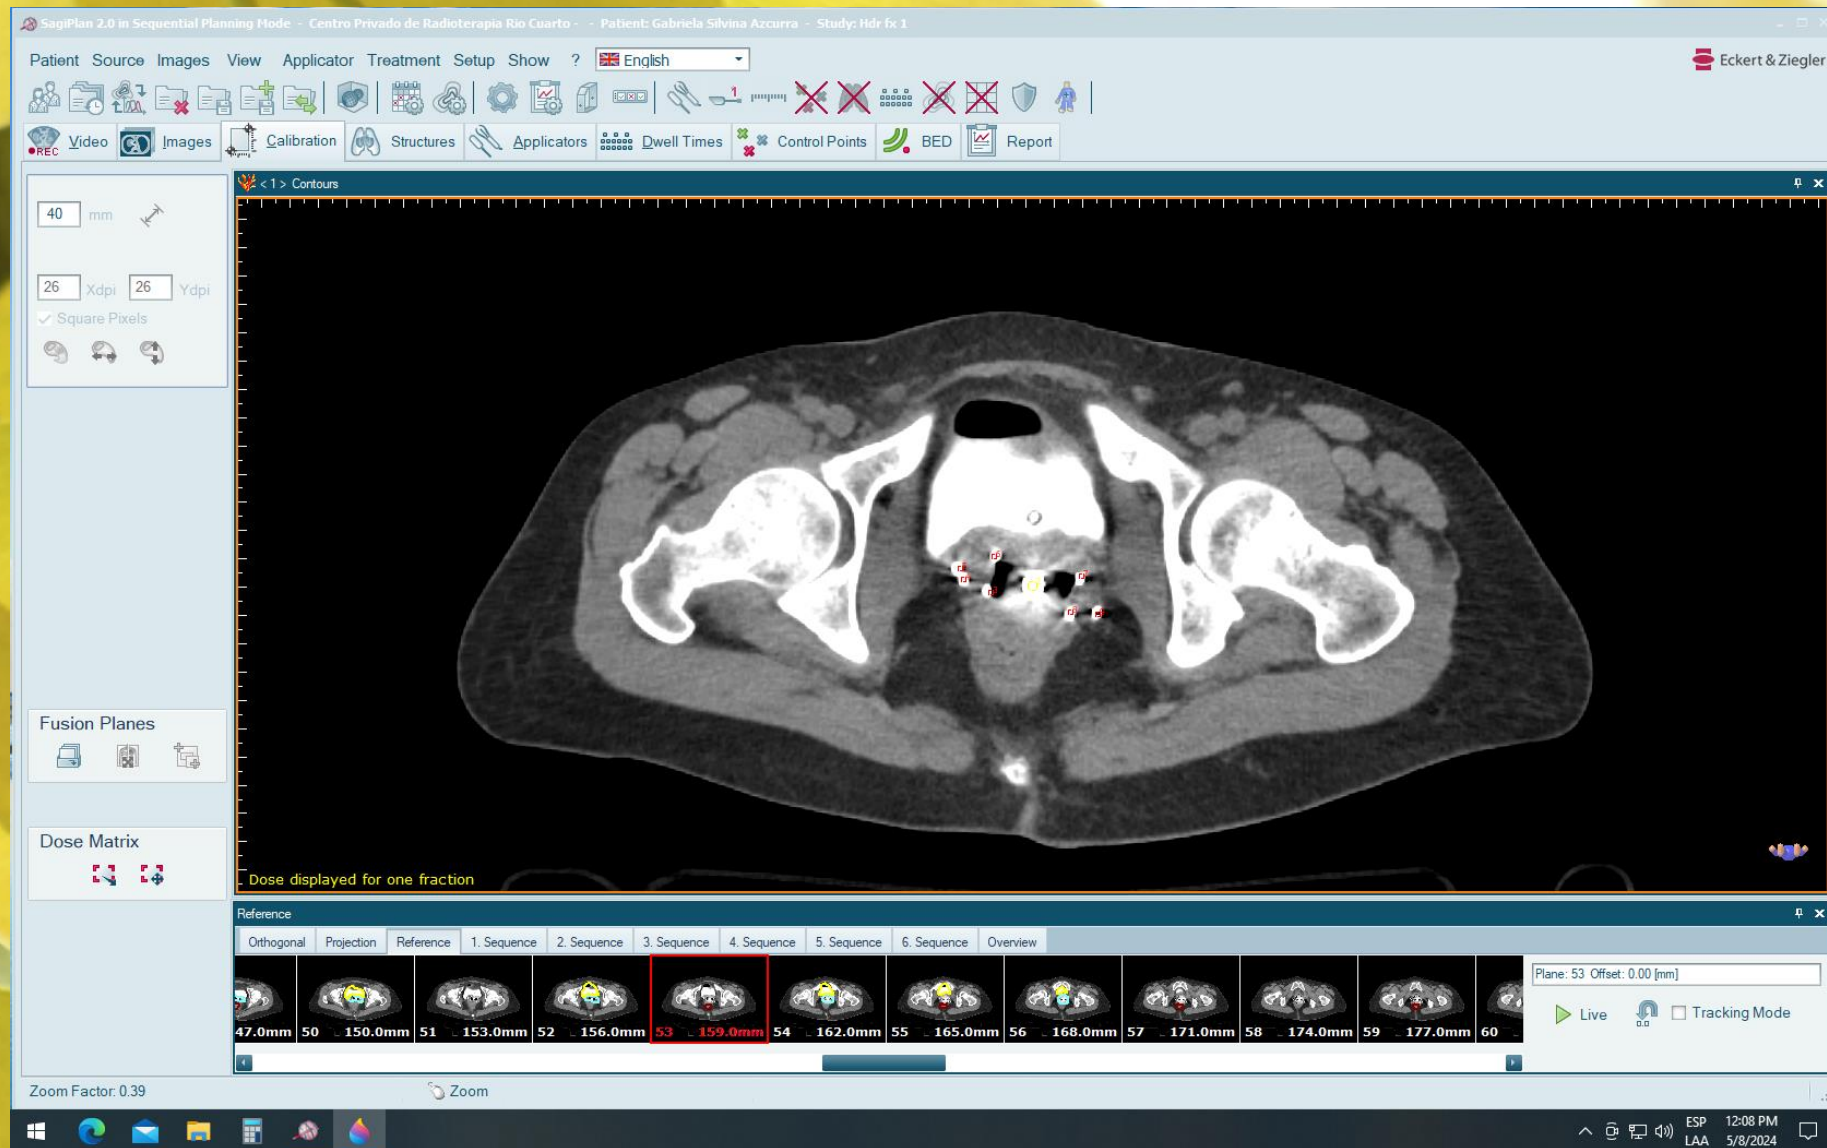 SagiPlan 2.0 in Sequential Planning Mode - Centro Privado de Radioterapia Rio Cuarto - - Patient: Gabriela Silvina Azcurra - Study: Hdr fx 1
Patient Source Images View Applicator Treatment Setup Show ? English
Eckert & Ziegler
1
REC Video Images Calibration Structures Applicators Dwell Times Control Points BED Report
< 1 > Contours
40 mm
26 Xdpi 26 Ydpi
Square Pixels
Fusion Planes
Dose Matrix
Dose displayed for one fraction
Reference
Orthogonal Projection Reference 1. Sequence 2. Sequence 3. Sequence 4. Sequence 5. Sequence 6. Sequence Overview
Plane: 53 Offset: 0.00 [mm]
Live 0.0 Tracking Mode
47.0mm 50 150.0mm 51 153.0mm 52 156.0mm 53 159.0mm 54 162.0mm 55 165.0mm 56 168.0mm 57 171.0mm 58 174.0mm 59 177.0mm 60
Zoom Factor: 0.39 Zoom
ESP 12:08 PM
LAA 5/8/2024